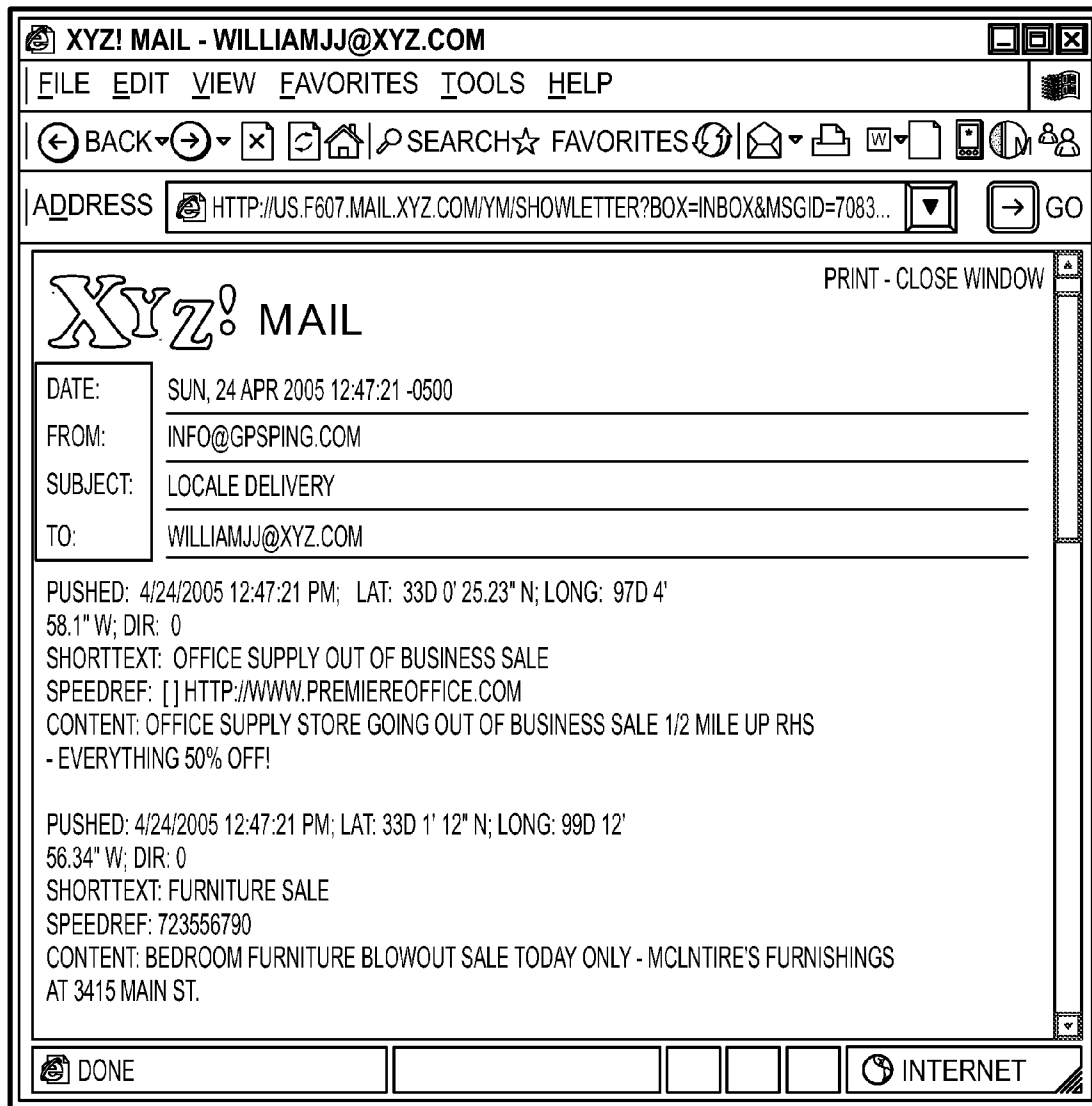 XYZ! MAIL - WILLIAMJJ@XYZ.COM
FILE EDIT VIEW FAVORITES TOOLS HELP
BACK SEARCH FAVORITES W M
ADDRESS HTTP://US.F607.MAIL.XYZ.COM/YM/SHOWLETTER?BOX=INBOX&MSGID=7083... GO
PRINT - CLOSE WINDOW
XYZ! MAIL
DATE: SUN, 24 APR 2005 12:47:21 -0500
FROM: INFO@GPSPING.COM
SUBJECT: LOCALE DELIVERY
TO: WILLIAMJJ@XYZ.COM
PUSHED: 4/24/2005 12:47:21 PM; LAT: 33D 0' 25.23" N; LONG: 97D 4'
58.1" W; DIR: 0
SHORTTEXT: OFFICE SUPPLY OUT OF BUSINESS SALE
SPEEDREF: [ ] HTTP://WWW.PREMIEREOFFICE.COM
CONTENT: OFFICE SUPPLY STORE GOING OUT OF BUSINESS SALE 1/2 MILE UP RHS
- EVERYTHING 50% OFF!
PUSHED: 4/24/2005 12:47:21 PM; LAT: 33D 1' 12" N; LONG: 99D 12'
56.34" W; DIR: 0
SHORTTEXT: FURNITURE SALE
SPEEDREF: 723556790
CONTENT: BEDROOM FURNITURE BLOWOUT SALE TODAY ONLY - MCLNTIRE'S FURNISHINGS
AT 3415 MAIN ST.
DONE INTERNET